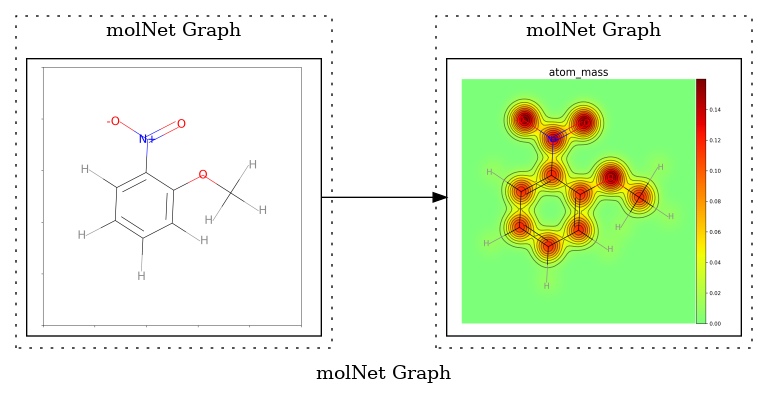 molNet Graph
molNet Graph
-O
O
N+
H
O
H
H
H
H
H
H
atom_mass
N+
H
H
H
H
H
H
H
0.14
0.12
0.10
0.08
0.06
0.04
0.02
0.00
molNet Graph